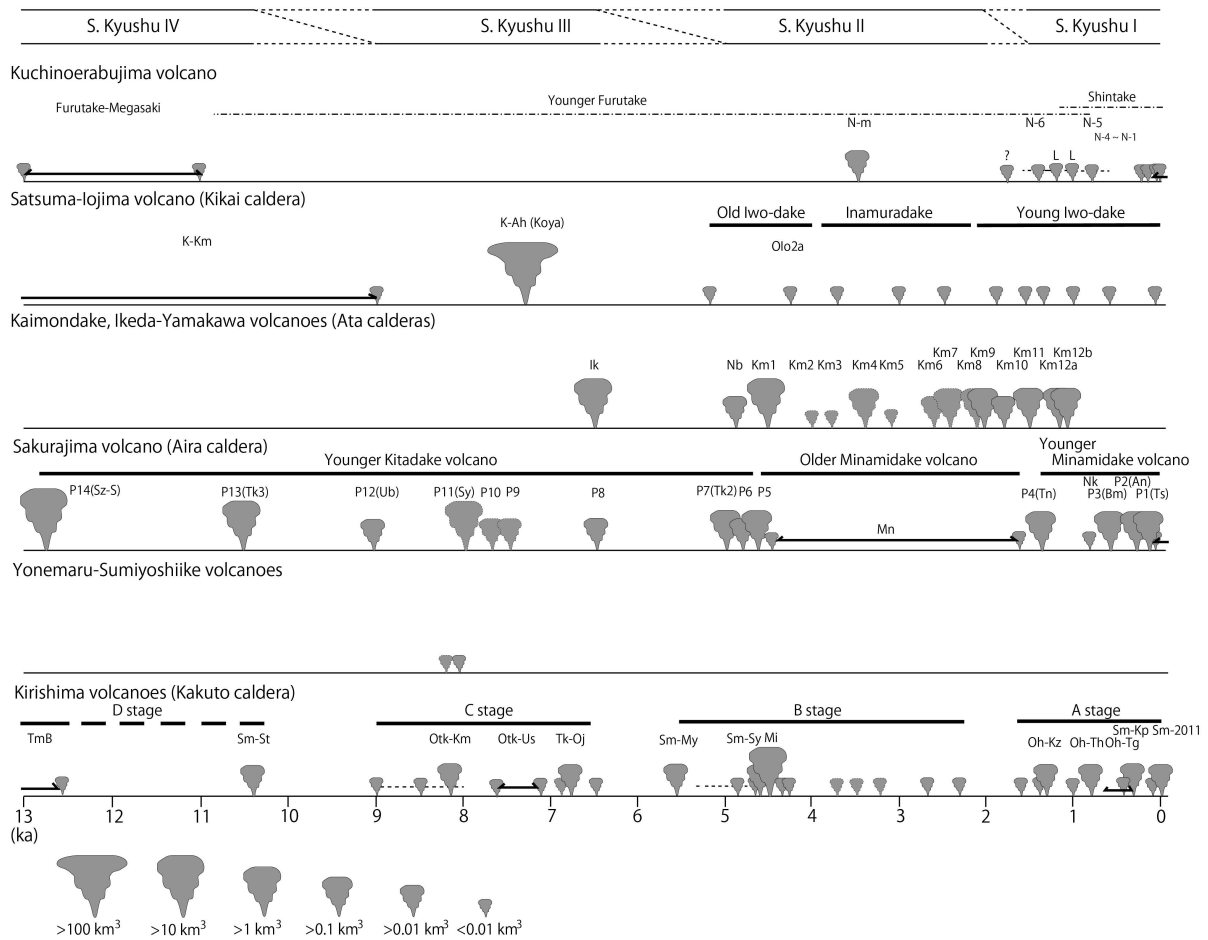 S. Kyushu IV S. Kyushu III S. Kyushu II S. Kyushu I
Kuchinoerabujima volcano
Furutake-Megasaki Younger Furutake Shintake
N-m N-6 N-5
N-4 ~ N-1
? L L
Satsuma-Iojima volcano (Kikai caldera)
K-Km K-Ah (Koya) Old Iwo-dake Inamuradake Young Iwo-dake
OIo2a
Kaimondake, Ikeda-Yamakawa volcanoes (Ata calderas)
Km7 Km9 Km11 Km12b
Ik Nb Km1 Km2 Km3 Km4 Km5 Km6 Km8 Km10 Km12a
Sakurajima volcano (Aira caldera)
Younger
Younger Kitadake volcano Older Minamidake volcano Minamidake volcano
Nk P2(An)
P14(Sz-S) P13(Tk3) P12(Ub) P11(Sy) P10 P9 P8 P7(Tk2) P6 P5 P4(Tn) P3(Bm) P1(Ts)
Mn
Yonemaru-Sumiyoshiike volcanoes
Kirishima volcanoes (Kakuto caldera)
D stage C stage B stage A stage
Sm-Kp Sm-2011
TmB Sm-St Otk-Km Otk-Us Tk-Oj Sm-My Sm-Sy Mi Oh-Kz Oh-Th Oh-Tg
13 12 11 10 9 8 7 6 5 4 3 2 1 0
(ka)
>100 km³ >10 km³ >1 km³ >0.1 km³ >0.01 km³ <0.01 km³